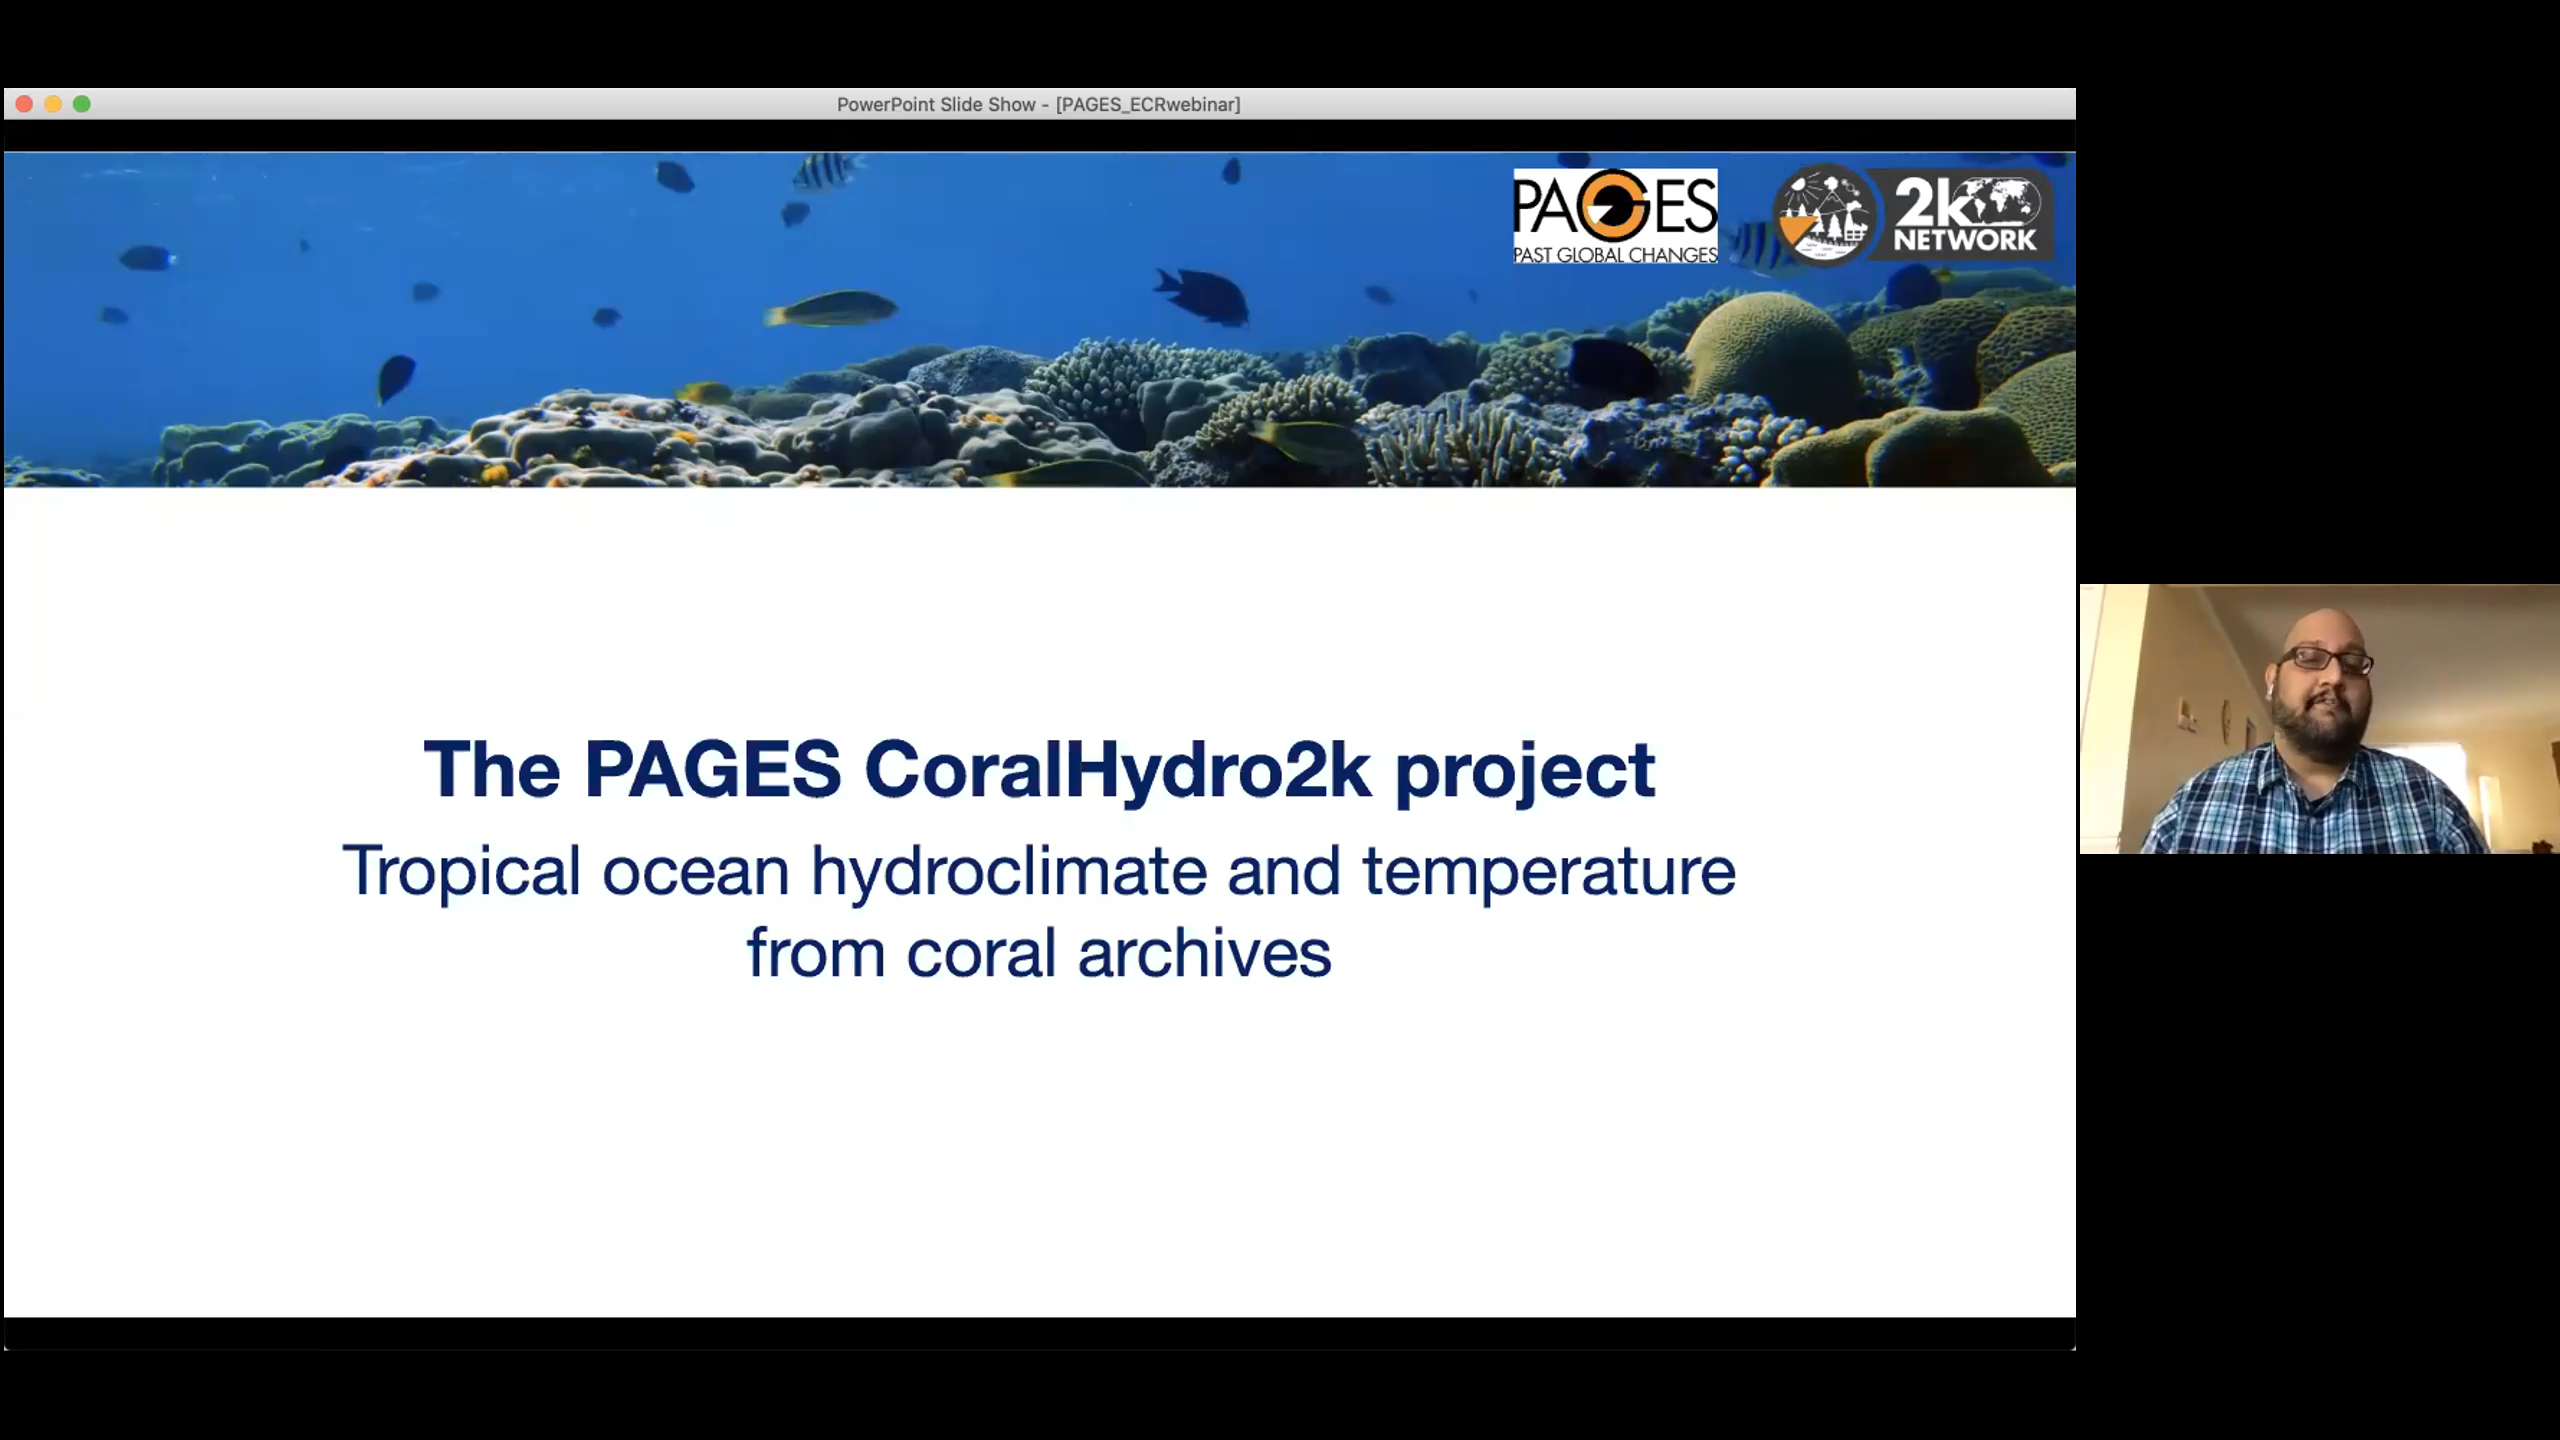 PowerPoint Slide Show - [PAGES_ECRwebinar]
PAGES
PAST GLOBAL CHANGES
2k
NETWORK
The PAGES CoralHydro2k project
Tropical ocean hydroclimate and temperature
from coral archives